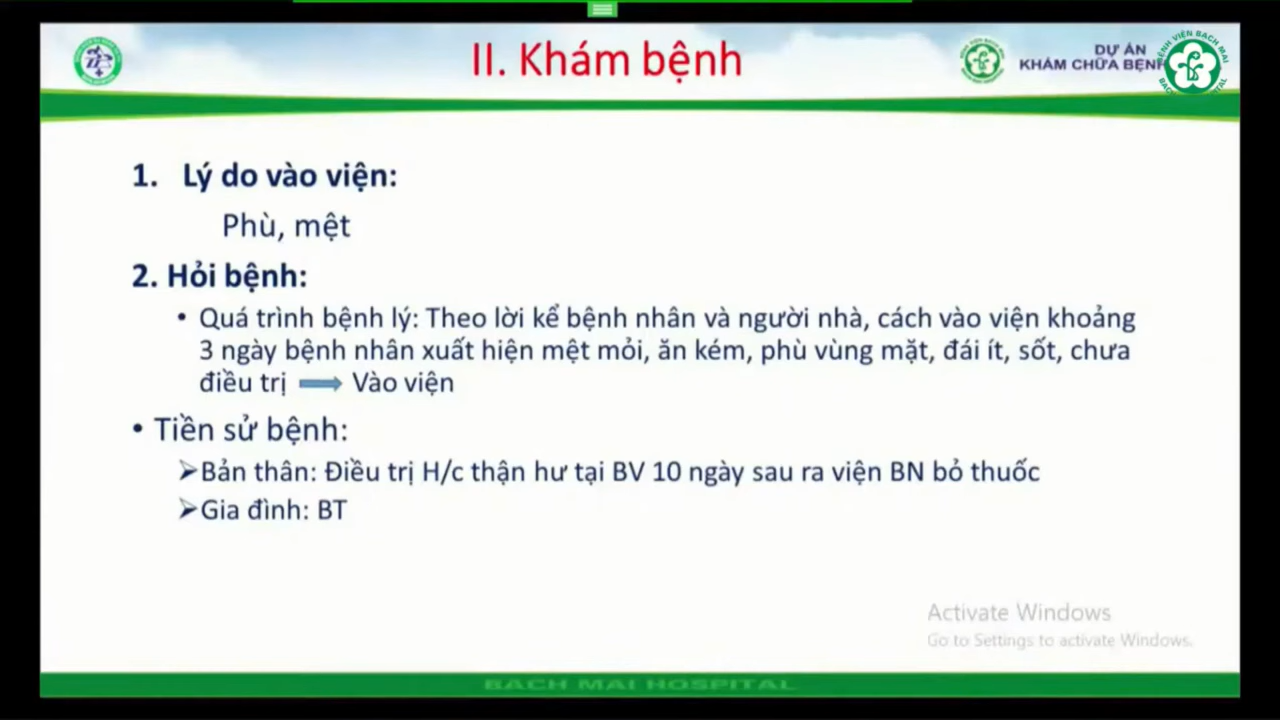 II. Khám bệnh
DỰ ÁN
KHÁM CHỮA BỆNH
BỆNH VIỆN BẠCH MAI
1. Lý do vào viện:
Phù, mệt
2. Hỏi bệnh:
• Quá trình bệnh lý: Theo lời kể bệnh nhân và người nhà, cách vào viện khoảng
3 ngày bệnh nhân xuất hiện mệt mỏi, ăn kém, phù vùng mặt, đái ít, sốt, chưa
điều trị Vào viện
• Tiền sử bệnh:
➢Bản thân: Điều trị H/c thận hư tại BV 10 ngày sau ra viện BN bỏ thuốc
➢Gia đình: BT
Activate Windows
Go to Settings to activate Windows.
BACH MAI HOSPITAL